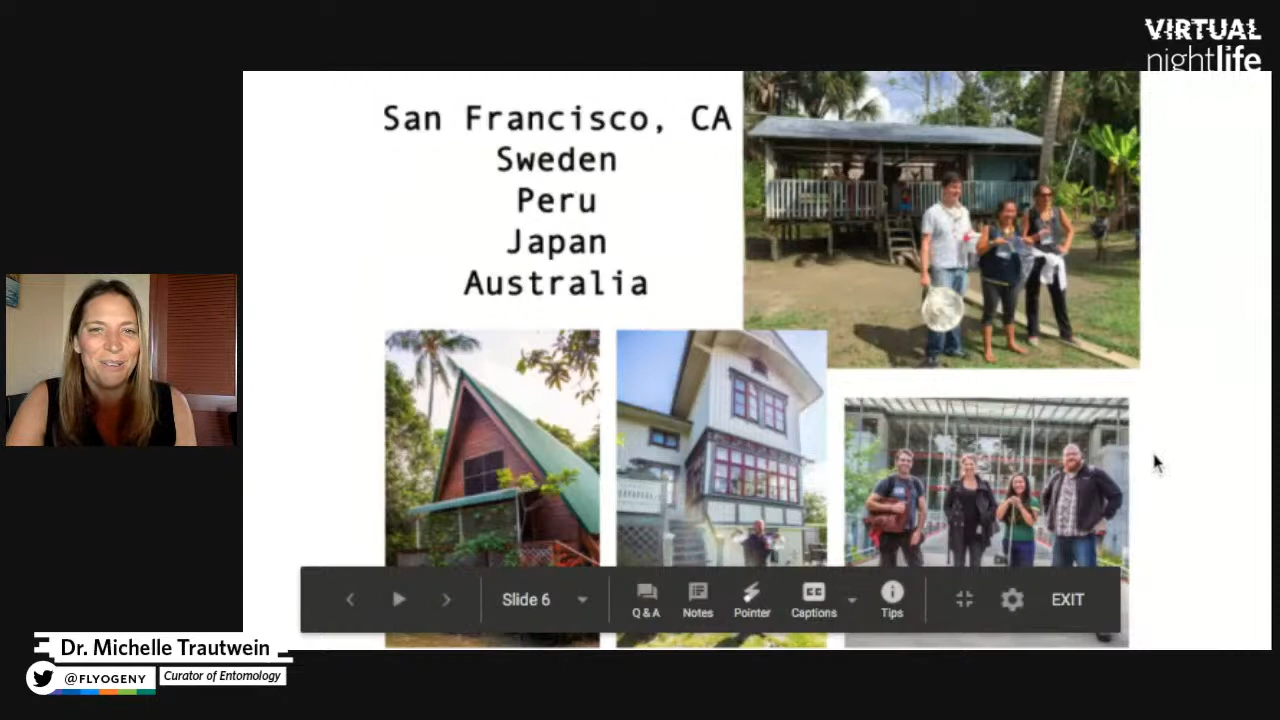 VIRTUAL
nightlife
San Francisco, CA
Sweden
Peru
Japan
Australia
Slide 6
Q & A
Notes
Pointer
CC
Captions
Tips
EXIT
Dr. Michelle Trautwein
@FLYOGENY
Curator of Entomology